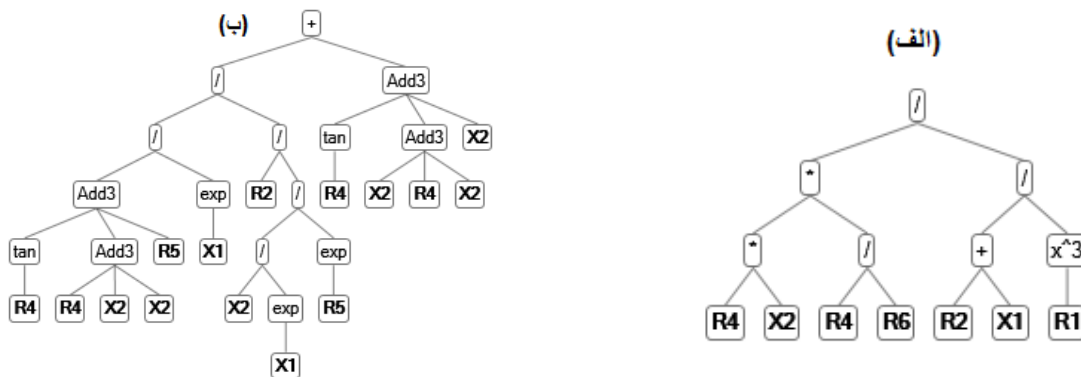 (ب)
+
/ Add3
/ / tan Add3 X2
Add3 exp R2 / R4 X2 R4 X2
tan Add3 R5 X1 / exp
R4 R4 X2 X2 X2 exp R5
X1
(الف)
/
* /
* / + x^3
R4 X2 R4 R6 R2 X1 R1